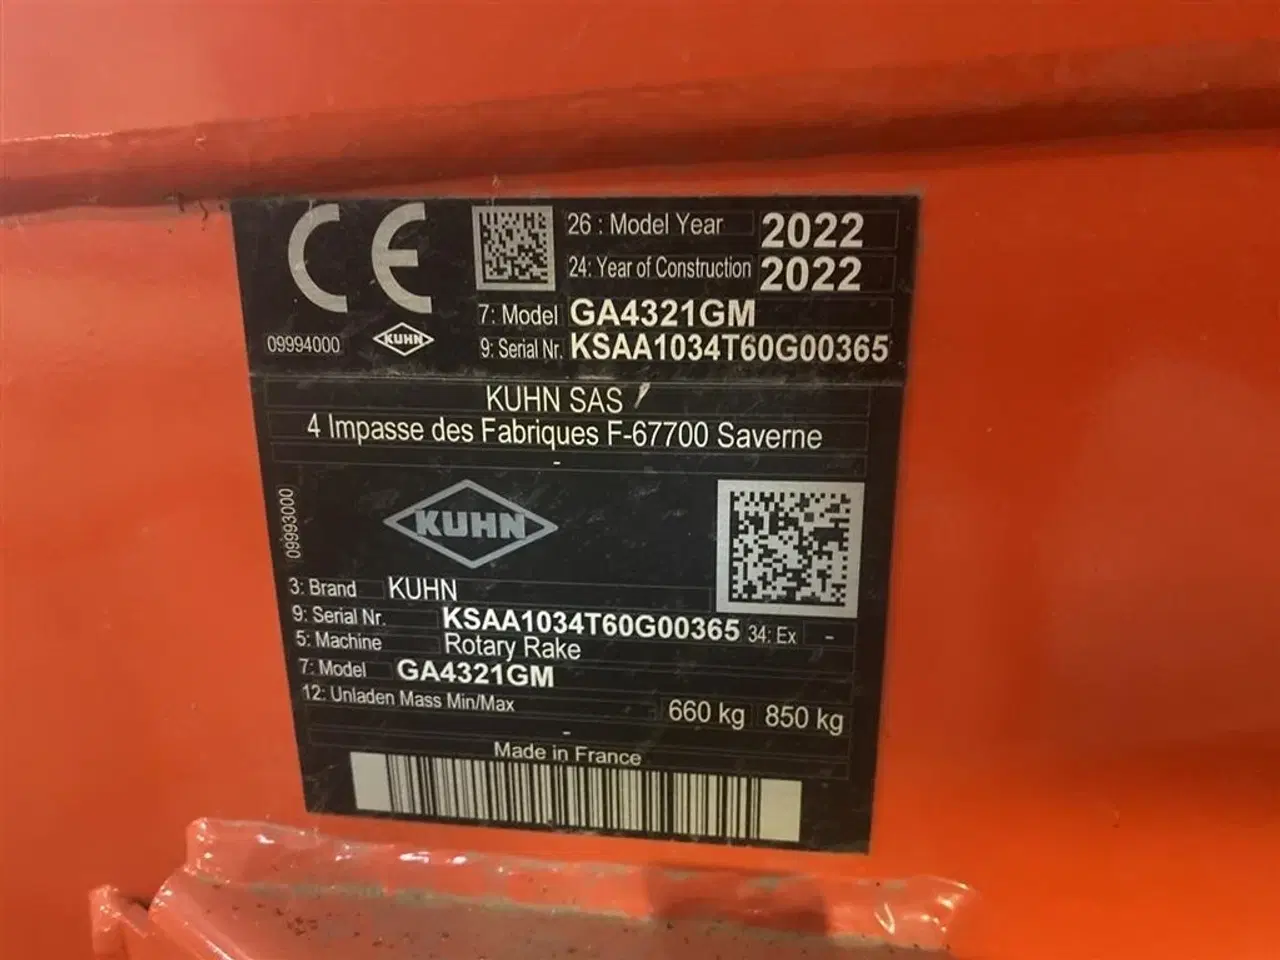 CE
26 : Model Year 2022
24: Year of Construction 2022
7: Model GA4321GM
09994000 KUHN 9: Serial Nr. KSAA1034T60G00365
KUHN SAS
4 Impasse des Fabriques F-67700 Saverne
-
09993000
KUHN
3: Brand KUHN
9: Serial Nr. KSAA1034T60G00365 34: Ex -
5: Machine Rotary Rake
7: Model GA4321GM
12: Unladen Mass Min/Max 660 kg 850 kg
-
Made in France